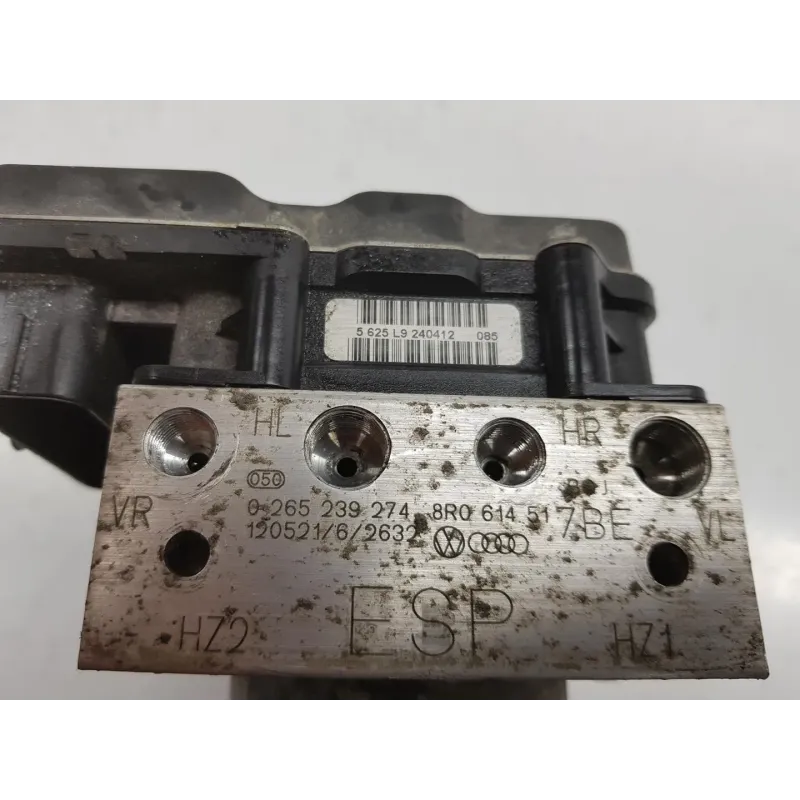 5 625 L9 240412 085
HL HR
050
VR 0 265 239 274 8R0 614 517BE VL
120521/6/2632
HZ2 ESP HZ1